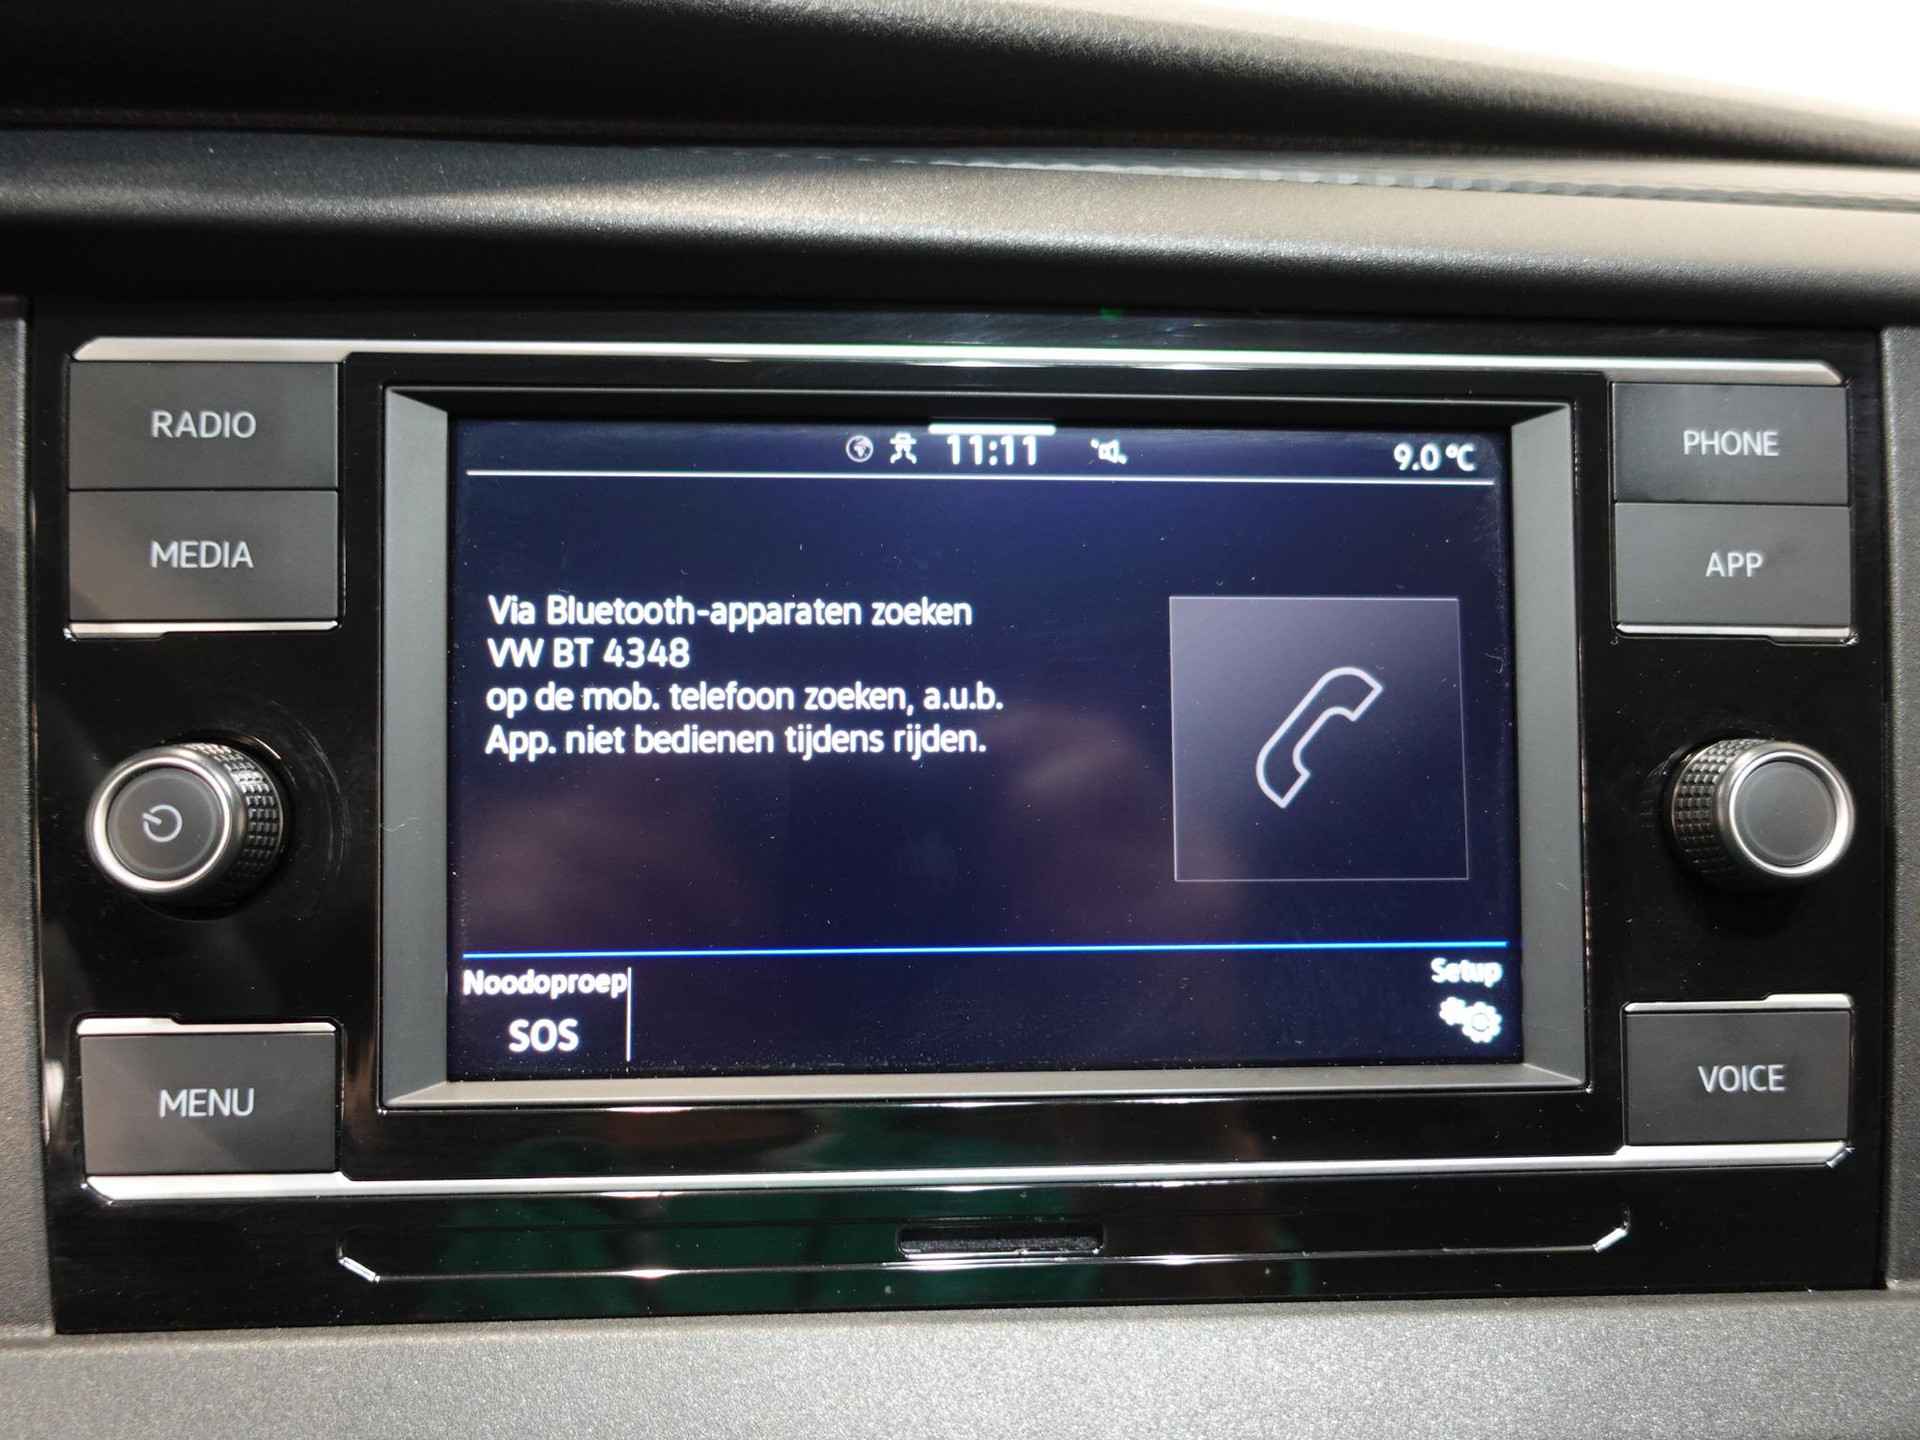 RADIO
MEDIA
MENU
11:11
9.0 °C
Via Bluetooth-apparaten zoeken
VW BT 4348
op de mob. telefoon zoeken, a.u.b.
App. niet bedienen tijdens rijden.
Noodoproep
SOS
Setup
PHONE
APP
VOICE